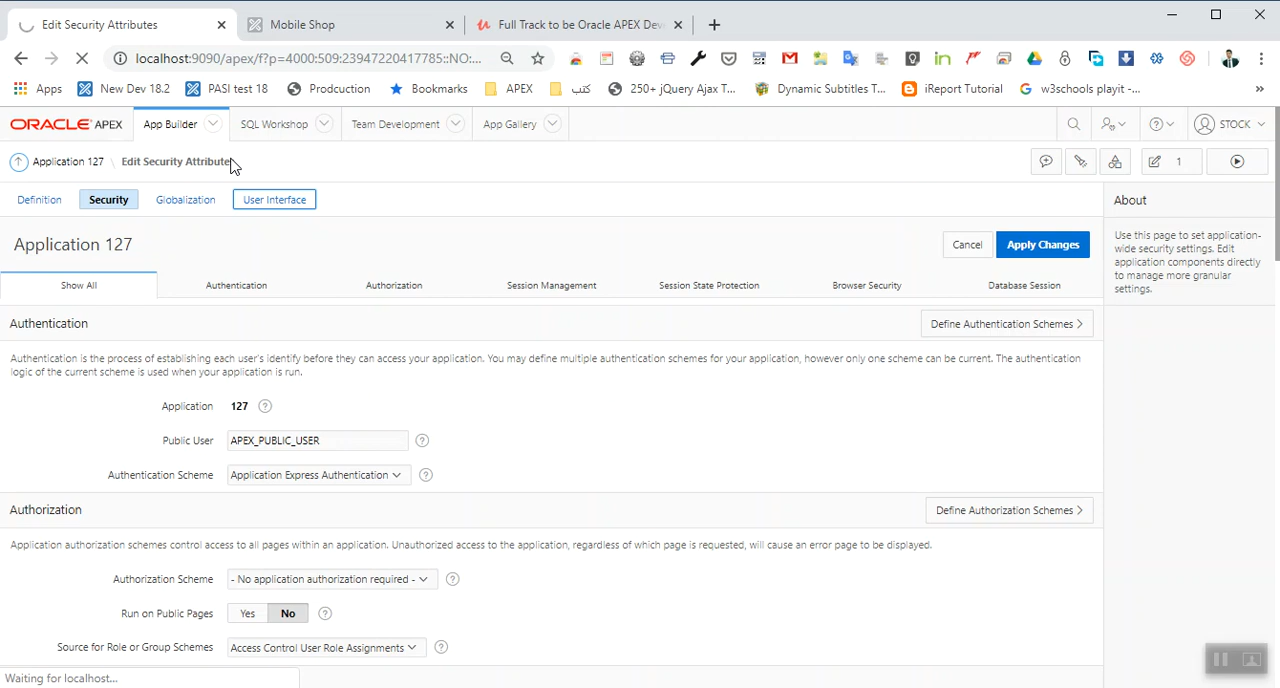 Edit Security Attributes
Mobile Shop
Full Track to be Oracle APEX Dev
localhost:9090/apex/f?p=4000:509:23947220417785::NO:...
Apps
New Dev 18.2
PASI test 18
Prodcuction
Bookmarks
APEX
كتب
250+ jQuery Ajax T...
Dynamic Subtitles T...
iReport Tutorial
w3schools playit -...
»
ORACLE APEX
App Builder
SQL Workshop
Team Development
App Gallery
STOCK
Application 127 \ Edit Security Attribute
1
Definition
Security
Globalization
User Interface
About
Use this page to set application-
wide security settings. Edit
application components directly
to manage more granular
settings.
Application 127
Cancel
Apply Changes
Show All
Authentication
Authorization
Session Management
Session State Protection
Browser Security
Database Session
Authentication
Define Authentication Schemes >
Authentication is the process of establishing each user's identify before they can access your application. You may define multiple authentication schemes for your application, however only one scheme can be current. The authentication
logic of the current scheme is used when your application is run.
Application 127
Public User APEX_PUBLIC_USER
Authentication Scheme Application Express Authentication
Authorization
Define Authorization Schemes >
Application authorization schemes control access to all pages within an application. Unauthorized access to the application, regardless of which page is requested, will cause an error page to be displayed.
Authorization Scheme - No application authorization required -
Run on Public Pages Yes No
Source for Role or Group Schemes Access Control User Role Assignments
Waiting for localhost...